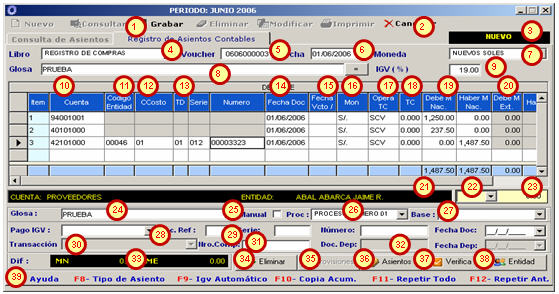 PERIODO: JUNIO 2006
Nuevo Consultar 1 Grabar Eliminar Modificar Imprimir Cancelar 2
Consulta de Asientos Registro de Asientos Contables NUEVO 3
Libro REGISTRO DE COMPRAS 4 Voucher 0606000003 5 Fecha 01/06/2006 6 Moneda NUEVOS SOLES 7
Glosa PRUEBA 8 = IGV (%) 19.00 9
10 11 12 13 14 15 16 17 18 19 20
Item Cuenta Código Entidad CCosto TD Serie Numero Fecha Doc Fecha Vcto / Mon Opera TC TC Debe M Nac. Haber M Nac. Debe M Ext.
1 94001001 01/06/2006 S/. SCV 0.000 1,250.00 0.00 0.00
2 40101000 01/06/2006 S/. SCV 0.000 237.50 0.00 0.00
3 42101000 00046 01 01 012 00003323 01/06/2006 S/. SCV 0.000 0.00 1,487.50 0.00
1,487.50 1,487.50 0.00
CUENTA: PROVEEDORES ENTIDAD: ABAL ABARCA JAIME R. 21 22 23
Glosa : PRUEBA 24 25 Manual Proc : PROCESO NUMERO 01 26 Base : 27
Pago IGV : 28 Doc. Ref : 29 Serie: Número: Fecha Doc: __/__/__
Transacción 30 Nro.Comp: 31 Doc. Dep: 32 Fecha Dep:
Dif : MN 33 ME 0.00 34 Eliminar 35 Provisiones 36 Asientos 37 Verifica 38 Entidad
39 Ayuda F8- Tipo de Asiento F9- Igv Automático F10- Copia Acum. F11- Repetir Todo F12- Repetir Ant.